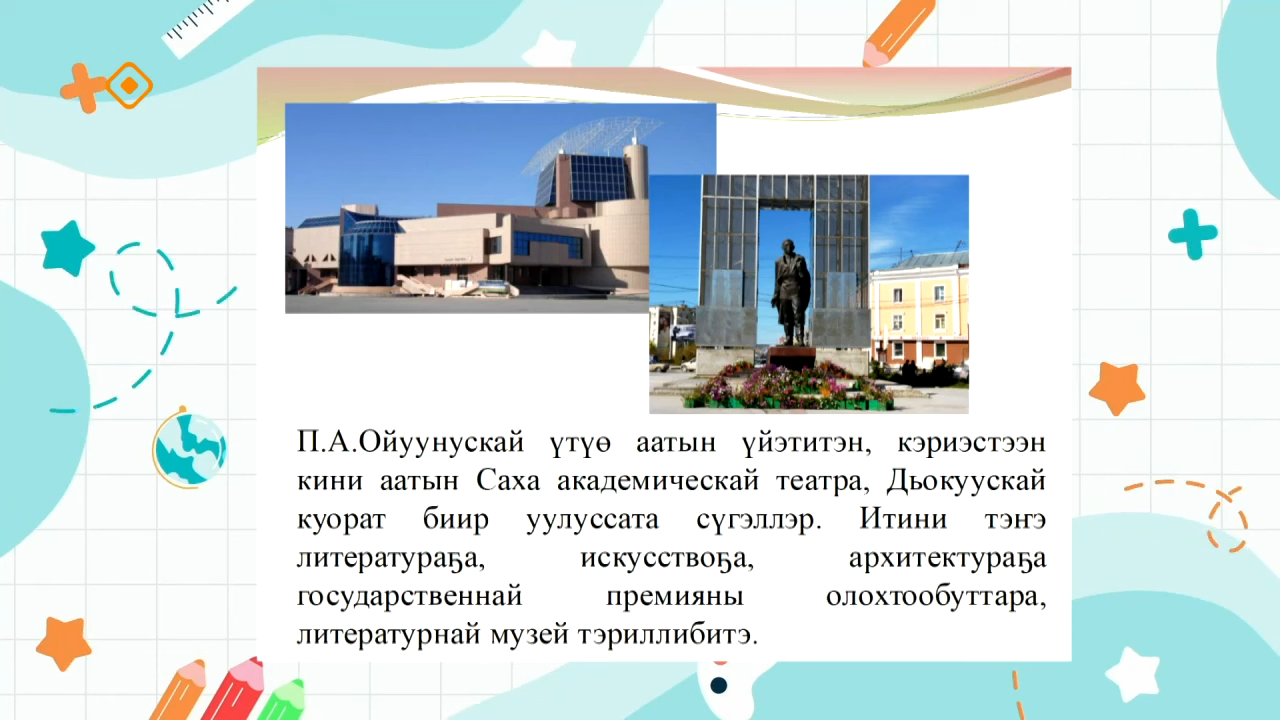 П.А.Ойуунускай үтүө аатын үйэтитэн, кэриэстээн
кини аатын Саха академическай театра, Дьокуускай
куорат биир уулуссата сүгэллэр. Итини тэҥэ
литератураҕа, искусствоҕа, архитектураҕа
государственнай премияны олохтообуттара,
литературнай музей тэриллибитэ.